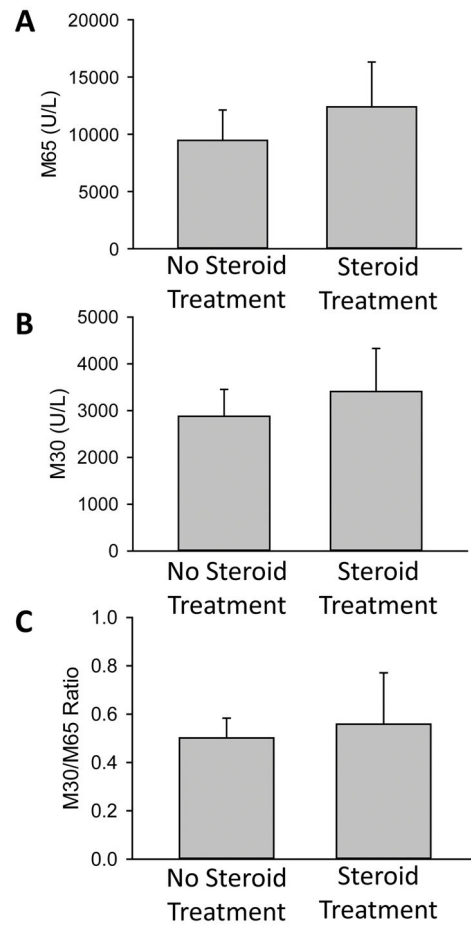 A
20000
15000
10000
5000
0
M65 (U/L)
No Steroid Steroid
Treatment Treatment
B
5000
4000
3000
2000
1000
0
M30 (U/L)
No Steroid Steroid
Treatment Treatment
C
1.0
0.8
0.6
0.4
0.2
0.0
M30/M65 Ratio
No Steroid Steroid
Treatment Treatment